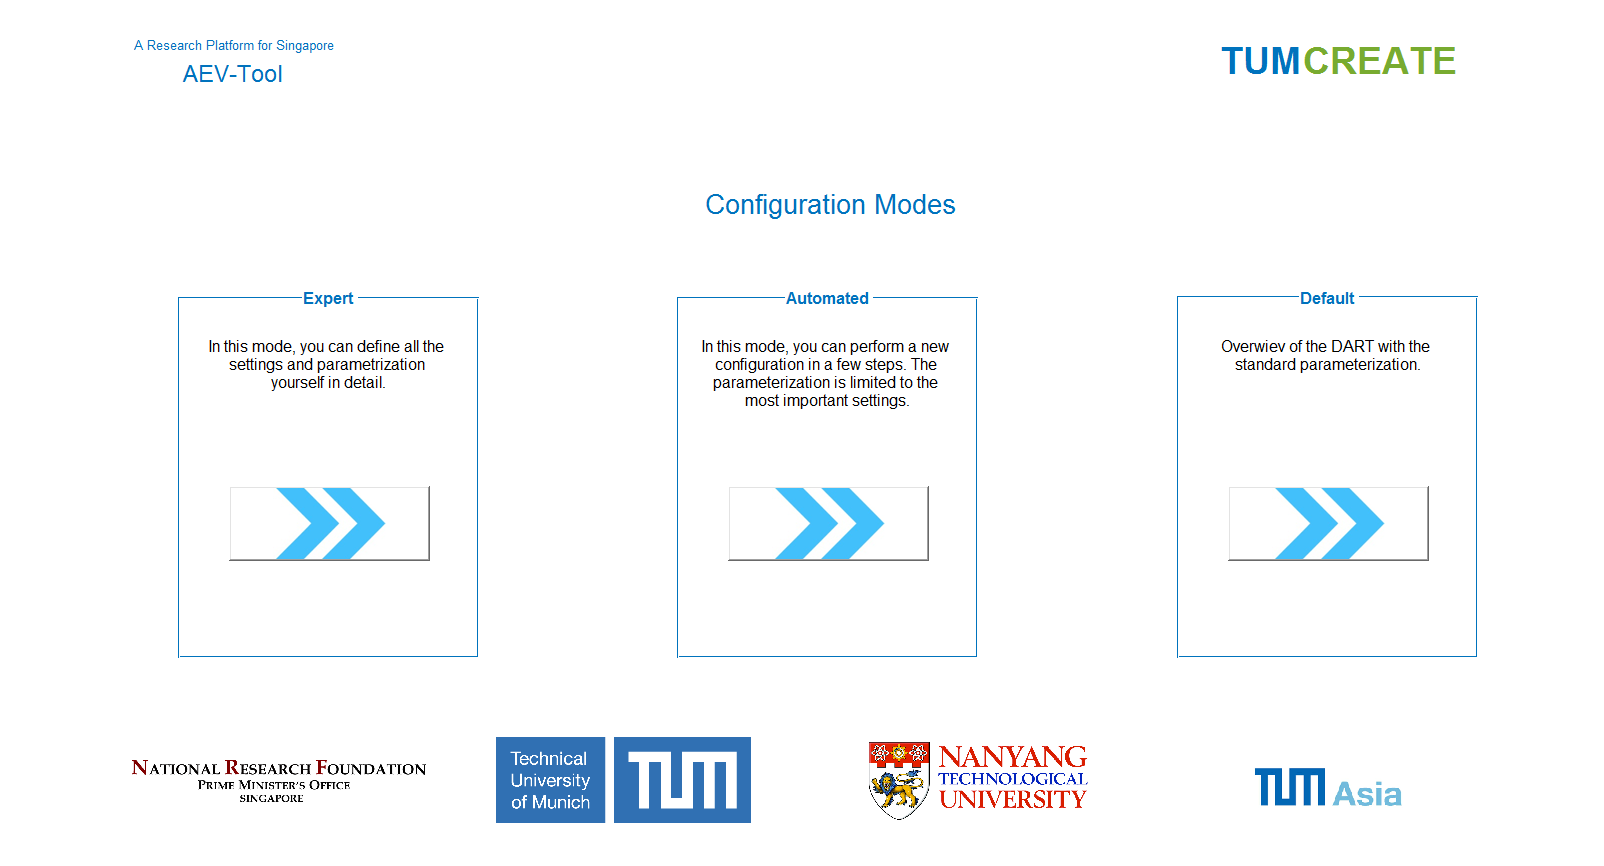 A Research Platform for Singapore
AEV-Tool
TUMCREATE
Configuration Modes
Expert
In this mode, you can define all the
settings and parametrization
yourself in detail.
Automated
In this mode, you can perform a new
configuration in a few steps. The
parameterization is limited to the
most important settings.
Default
Overwiev of the DART with the
standard parameterization.
NATIONAL RESEARCH FOUNDATION
PRIME MINISTER'S OFFICE
SINGAPORE
Technical
University
of Munich
TUM
NANYANG
TECHNOLOGICAL
UNIVERSITY
TUM Asia